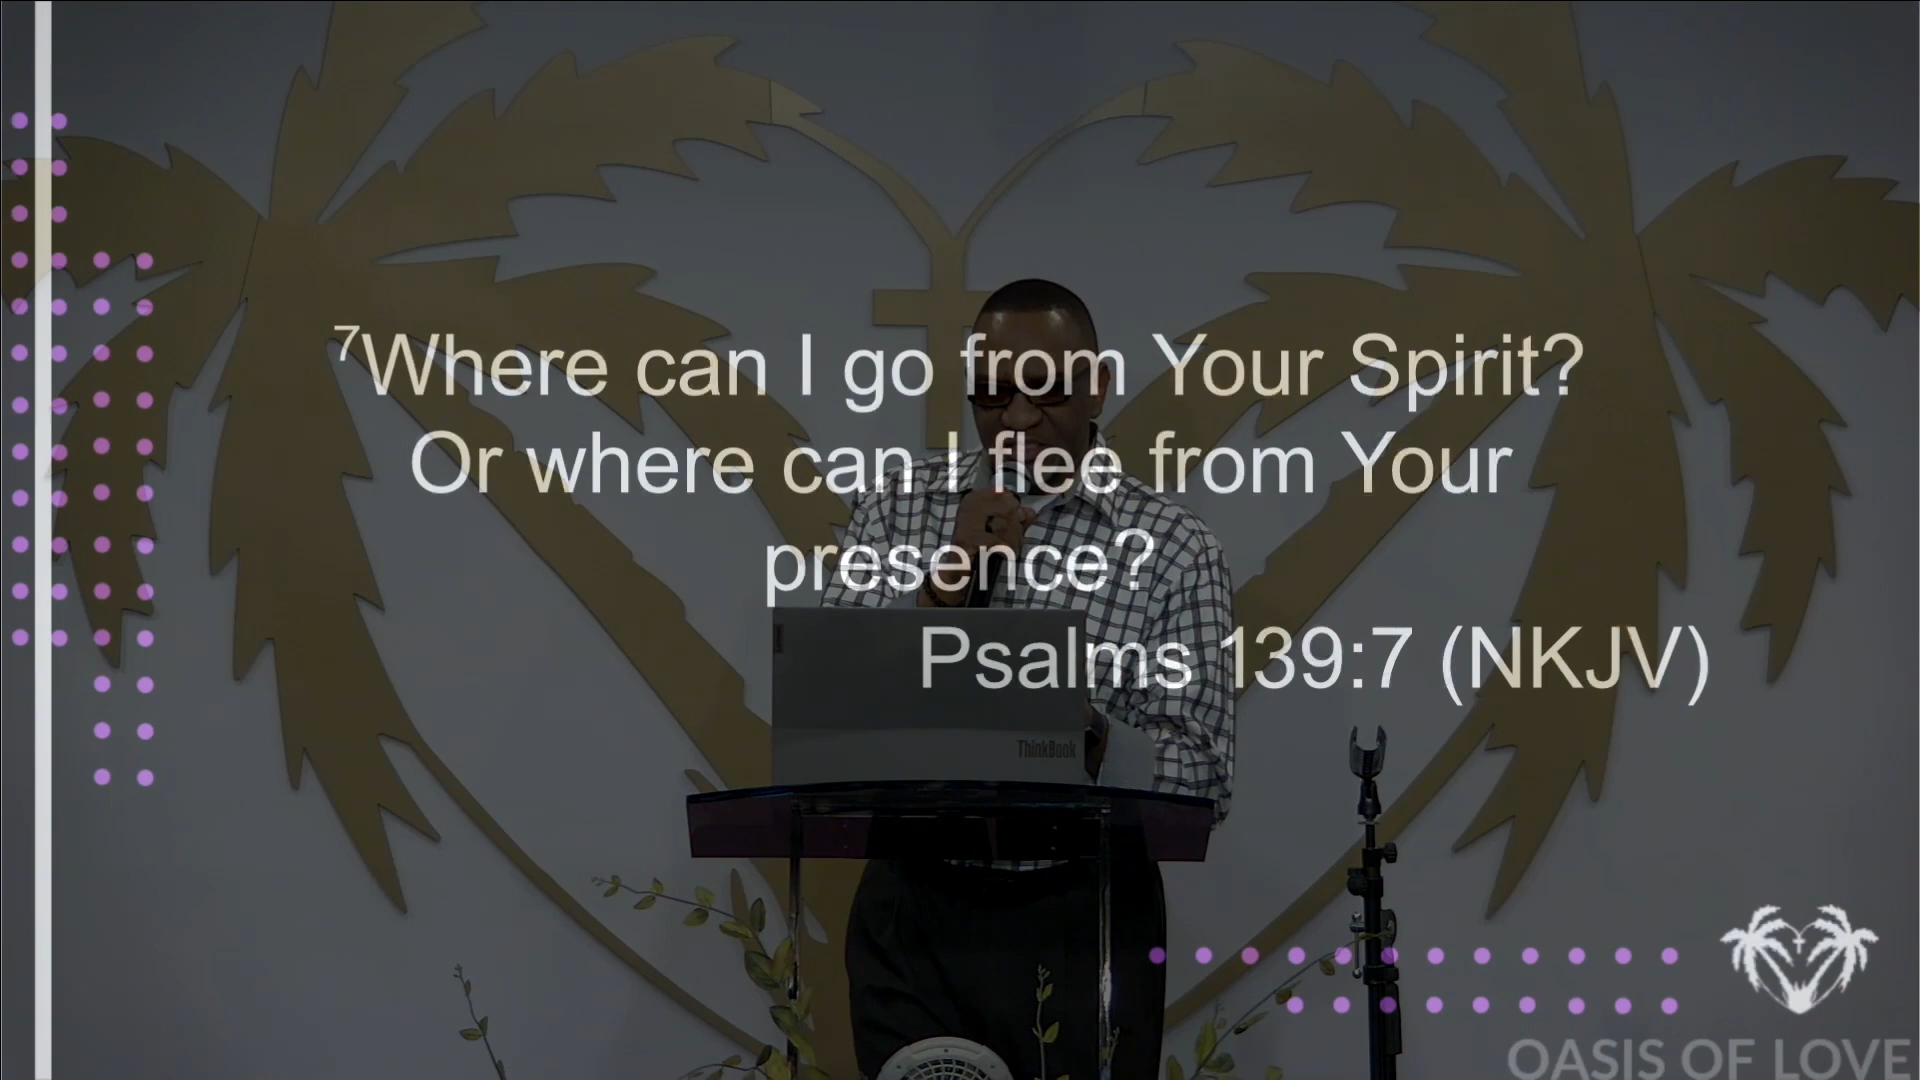 ⁷Where can I go from Your Spirit?
Or where can I flee from Your
presence?
Psalms 139:7 (NKJV)
ThinkBook
OASIS OF LOVE